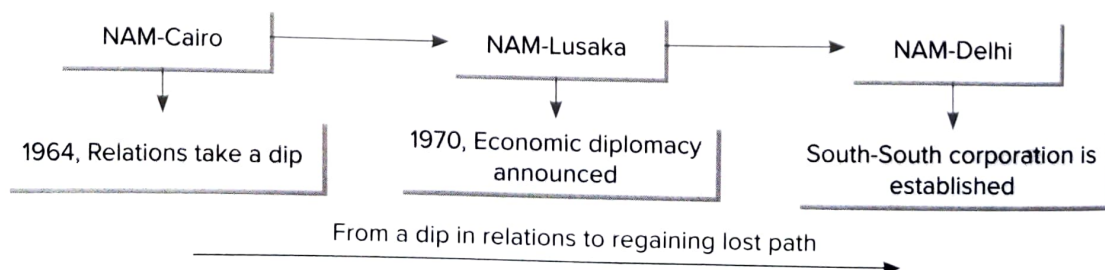 NAM-Cairo
NAM-Lusaka
NAM-Delhi
1964, Relations take a dip
1970, Economic diplomacy
announced
South-South corporation is
established
From a dip in relations to regaining lost path